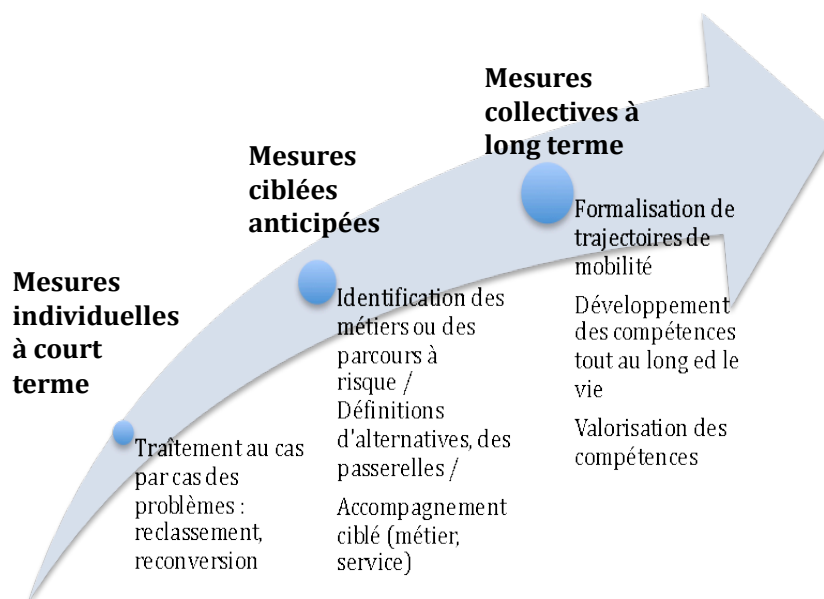 Mesures
individuelles
à court
terme
Traîtement au cas
par cas des
problèmes :
reclassement,
reconversion
Mesures
ciblées
anticipées
Identification des
métiers ou des
parcours à
risque /
Définitions
d'alternatives, des
passerelles /
Accompagnement
ciblé (métier,
service)
Mesures
collectives à
long terme
Formalisation de
trajectoires de
mobilité
Développement
des compétences
tout au long ed le
vie
Valorisation des
compétences